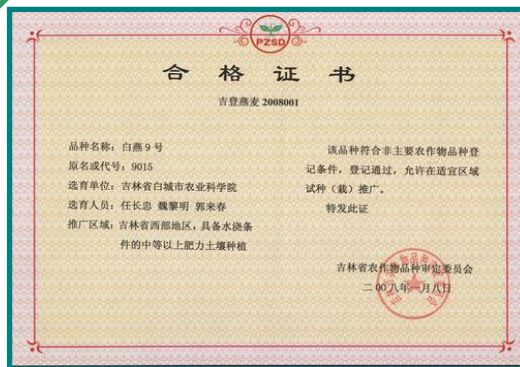 PZSD
合格证书
吉登燕麦 2008001
品种名称：白燕9号
原名或代号：9015
选育单位：吉林省白城市农业科学院
选育人员：任长忠 魏黎明 郭来春
推广区域：吉林省西部地区，具备水浇条
件的中等以上肥力土壤种植
该品种符合非主要农作物品种登
记条件，登记通过，允许在适宜区域
试种（栽）推广。
特发此证
吉林省农作物品种审定委员会
二00八年一月八日